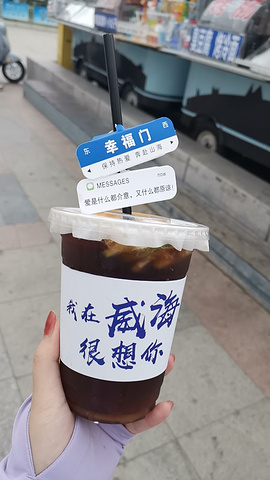 东 幸福门 西
保持热爱 奔赴山海
MESSAGES
爱是什么都介意，又什么都原谅！
我在威海
很想你